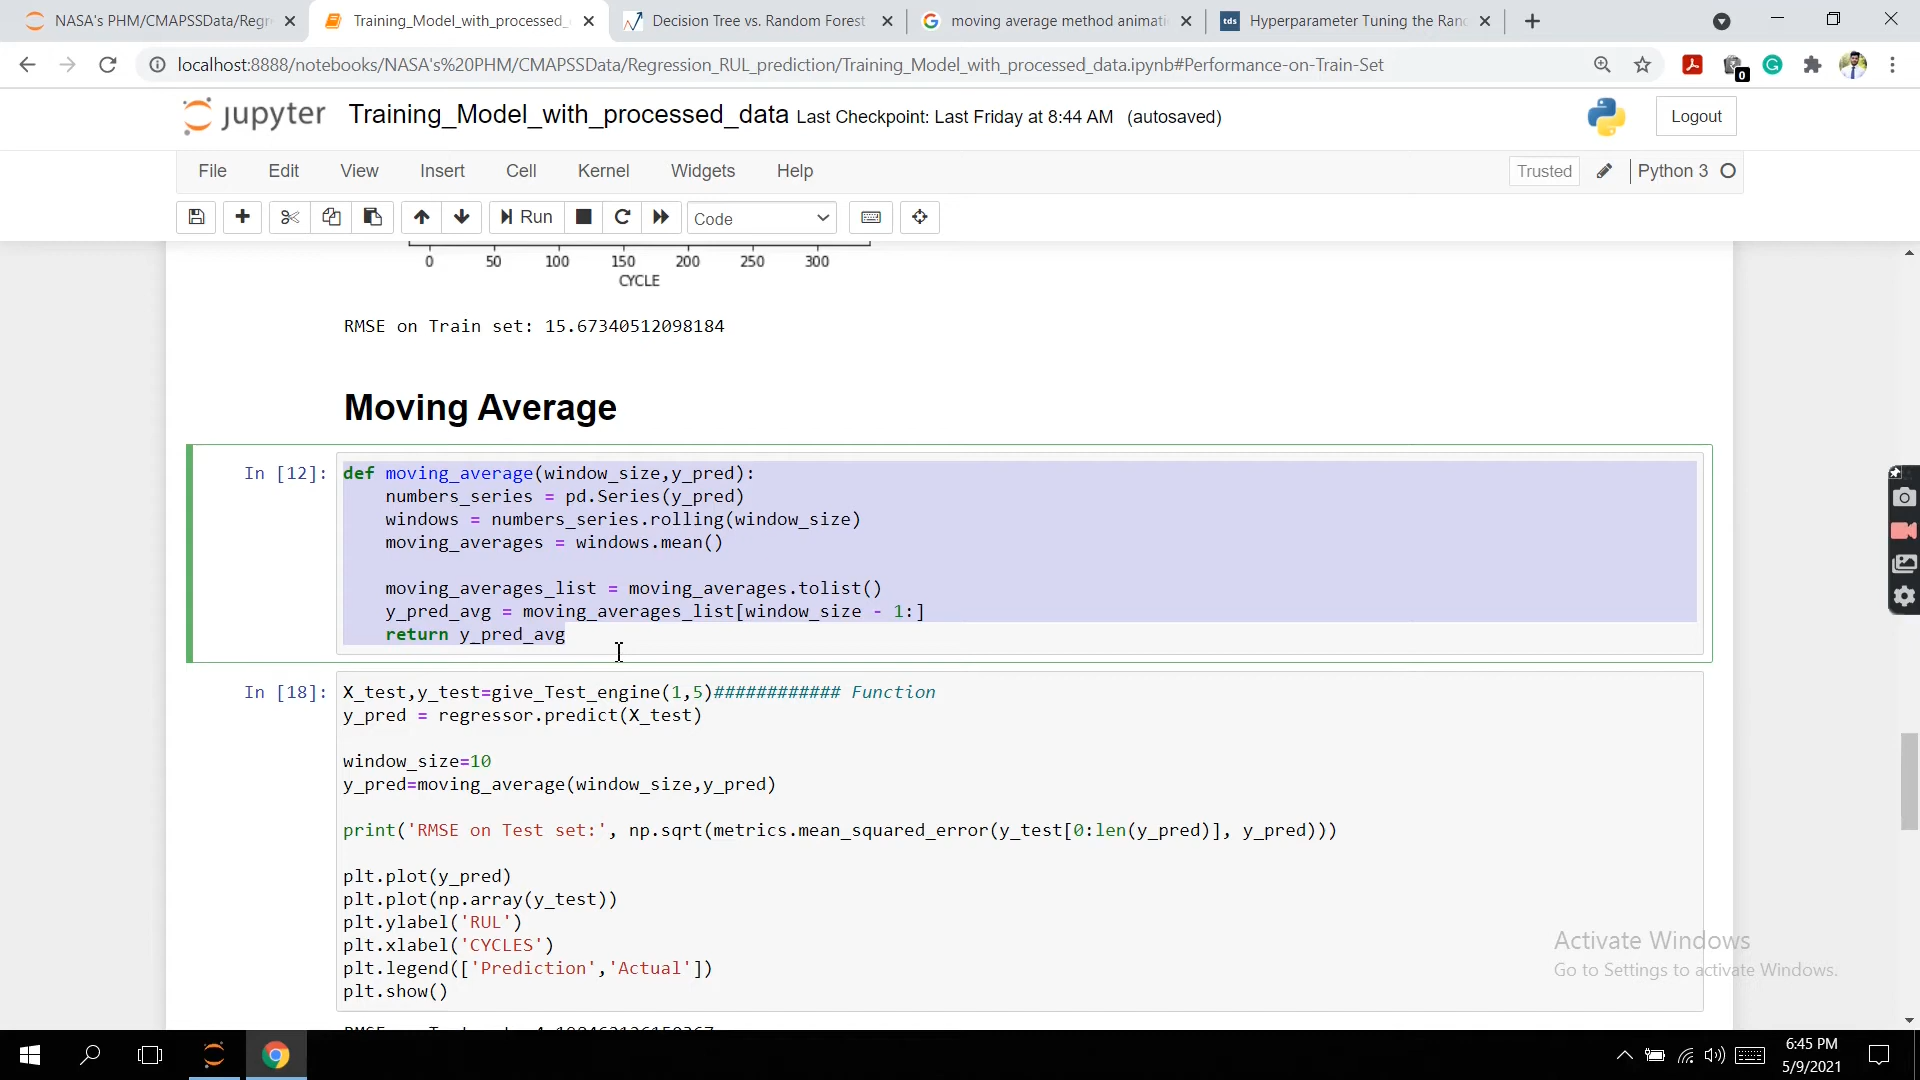 NASA's PHM/CMAPSSData/Regr
Training_Model_with_processed_
Decision Tree vs. Random Forest
moving average method animati
tds
Hyperparameter Tuning the Ran
localhost:8888/notebooks/NASA's%20PHM/CMAPSSData/Regression_RUL_prediction/Training_Model_with_processed_data.ipynb#Performance-on-Train-Set
0
jupyter
Training_Model_with_processed_data Last Checkpoint: Last Friday at 8:44 AM (autosaved)
Logout
File Edit View Insert Cell Kernel Widgets Help
Trusted
Python 3
Run
Code
0 50 100 150 200 250 300
CYCLE
RMSE on Train set: 15.67340512098184
Moving Average
In [12]: def moving_average(window_size,y_pred):
numbers_series = pd.Series(y_pred)
windows = numbers_series.rolling(window_size)
moving_averages = windows.mean()
moving_averages_list = moving_averages.tolist()
y_pred_avg = moving_averages_list[window_size - 1:]
return y_pred_avg
In [18]: X_test,y_test=give_Test_engine(1,5)############ Function
y_pred = regressor.predict(X_test)
window_size=10
y_pred=moving_average(window_size,y_pred)
print('RMSE on Test set:', np.sqrt(metrics.mean_squared_error(y_test[0:len(y_pred)], y_pred)))
plt.plot(y_pred)
plt.plot(np.array(y_test))
plt.ylabel('RUL')
plt.xlabel('CYCLES')
plt.legend(['Prediction','Actual'])
plt.show()
Activate Windows
Go to Settings to activate Windows.
6:45 PM
5/9/2021